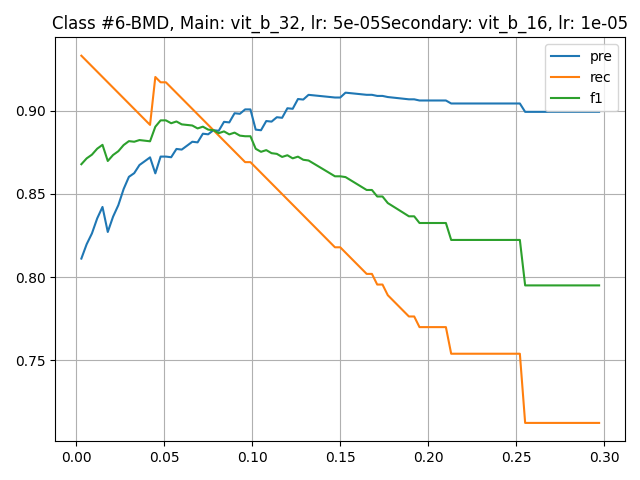 Class #6-BMD, Main: vit_b_32, lr: 5e-05Secondary: vit_b_16, lr: 1e-05
pre
rec
f1
0.90
0.85
0.80
0.75
0.00 0.05 0.10 0.15 0.20 0.25 0.30